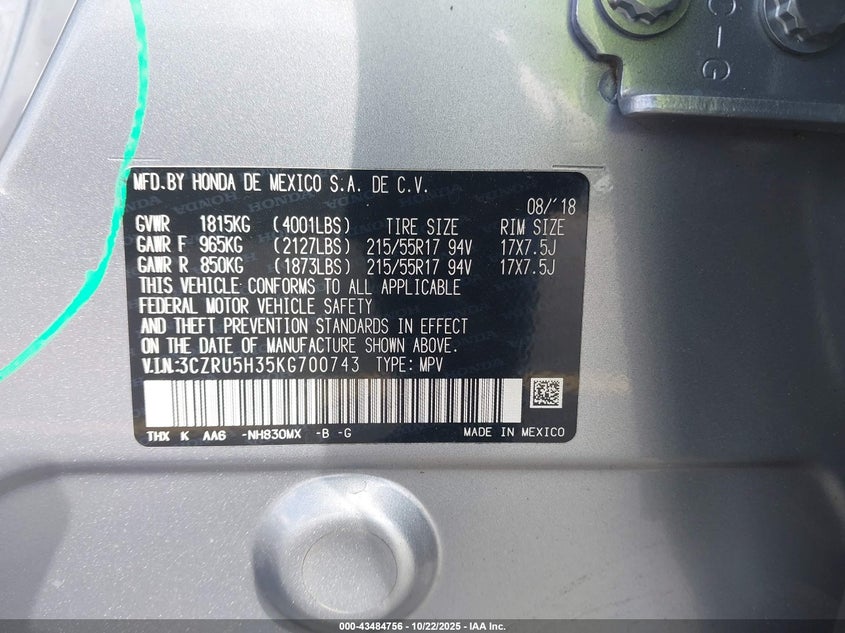 C-G
MFD.BY HONDA DE MEXICO S.A. DE C.V.
08/'18
GVWR 1815KG (4001LBS) TIRE SIZE RIM SIZE
GAWR F 965KG (2127LBS) 215/55R17 94V 17X7.5J
GAWR R 850KG (1873LBS) 215/55R17 94V 17X7.5J
THIS VEHICLE CONFORMS TO ALL APPLICABLE
FEDERAL MOTOR VEHICLE SAFETY
AND THEFT PREVENTION STANDARDS IN EFFECT
ON THE DATE OF MANUFACTURE SHOWN ABOVE.
V.I.N.:3CZRU5H35KG700743 TYPE: MPV
THX K AA6 -NH830MX -B -G MADE IN MEXICO
000-43484756 - 10/22/2025 - IAA Inc.